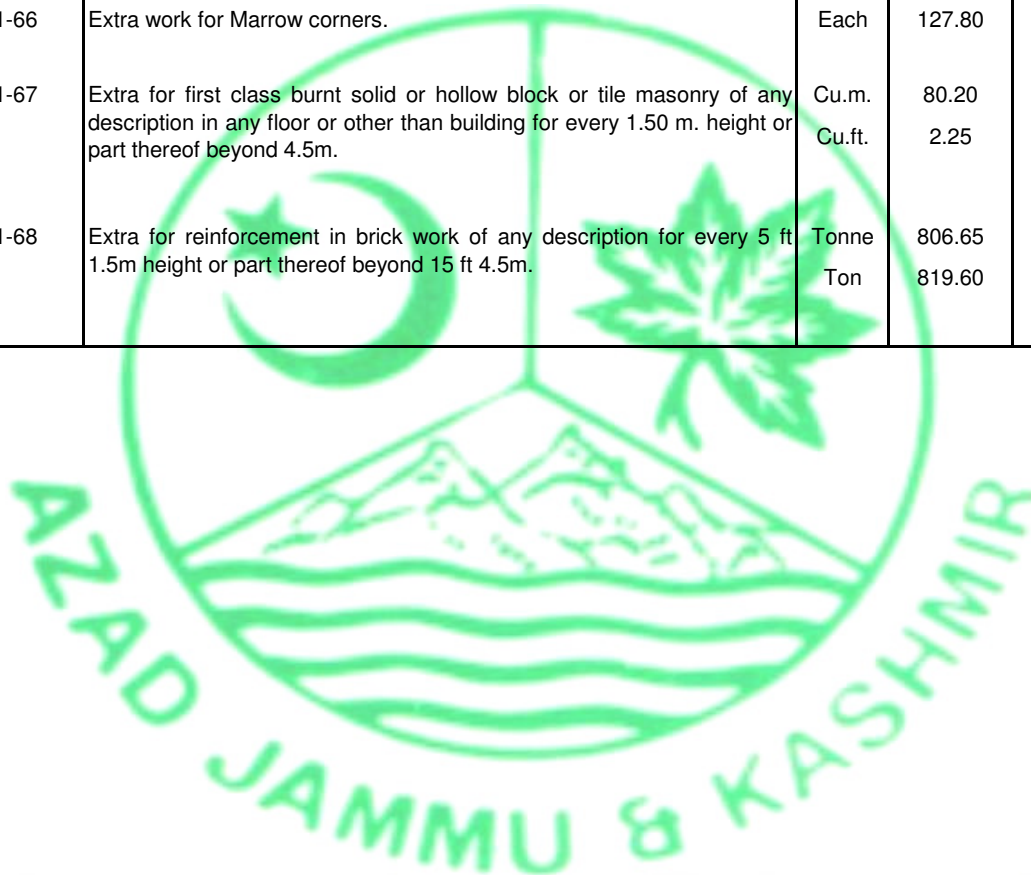 1-66 Extra work for Marrow corners. Each 127.80
1-67 Extra for first class burnt solid or hollow block or tile masonry of any Cu.m. 80.20
description in any floor or other than building for every 1.50 m. height or
Cu.ft. 2.25
part thereof beyond 4.5m.
1-68 Extra for reinforcement in brick work of any description for every 5 ft Tonne 806.65
1.5m height or part thereof beyond 15 ft 4.5m.
Ton 819.60
AZAD JAMMU & KASHMIR